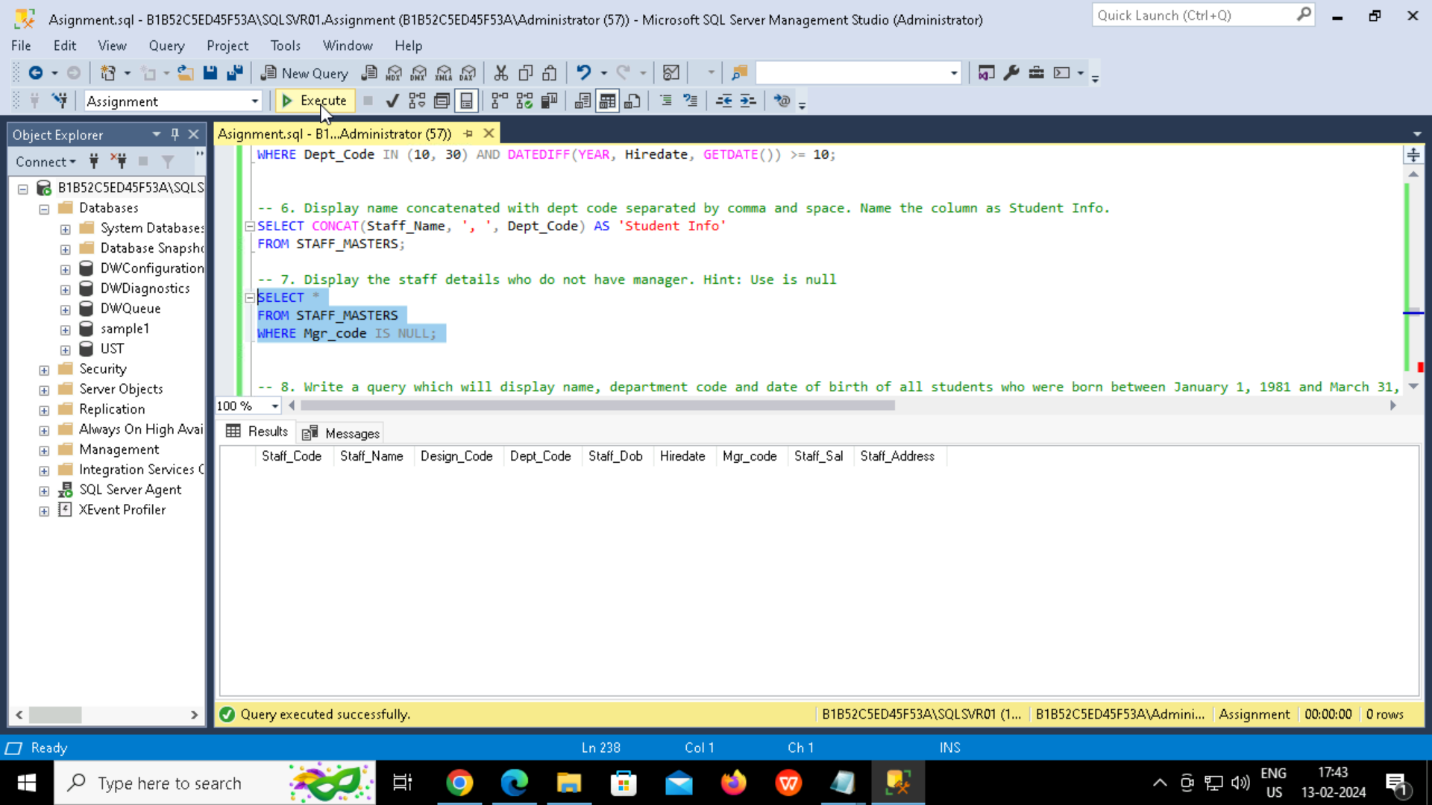 Assignment.sql - B1B52C5ED45F53A\SQLSVR01.Assignment (B1B52C5ED45F53A\Administrator (57)) - Microsoft SQL Server Management Studio (Administrator)
Quick Launch (Ctrl+Q)
File Edit View Query Project Tools Window Help
New Query MDX DMX XMLA DAX
Assignment Execute
Object Explorer
Asignment.sql - B1...Administrator (57))
Connect
WHERE Dept_Code IN (10, 30) AND DATEDIFF(YEAR, Hiredate, GETDATE()) >= 10;
-- 6. Display name concatenated with dept code separated by comma and space. Name the column as Student Info.
SELECT CONCAT(Staff_Name, ', ', Dept_Code) AS 'Student Info'
FROM STAFF_MASTERS;
-- 7. Display the staff details who do not have manager. Hint: Use is null
SELECT *
FROM STAFF_MASTERS
WHERE Mgr_code IS NULL;
-- 8. Write a query which will display name, department code and date of birth of all students who were born between January 1, 1981 and March 31,
B1B52C5ED45F53A\SQLS
Databases
System Databases
Database Snapsho
DWConfiguration
DWDiagnostics
DWQueue
sample1
UST
Security
Server Objects
Replication
Always On High Avai
Management
Integration Services C
SQL Server Agent
XEvent Profiler
100 %
Results Messages
Staff_Code Staff_Name Design_Code Dept_Code Staff_Dob Hiredate Mgr_code Staff_Sal Staff_Address
Query executed successfully.
B1B52C5ED45F53A\SQLSVR01 (1... B1B52C5ED45F53A\Admini... Assignment 00:00:00 0 rows
Ready Ln 238 Col 1 Ch 1 INS
Type here to search
ENG
US
17:43
13-02-2024
1